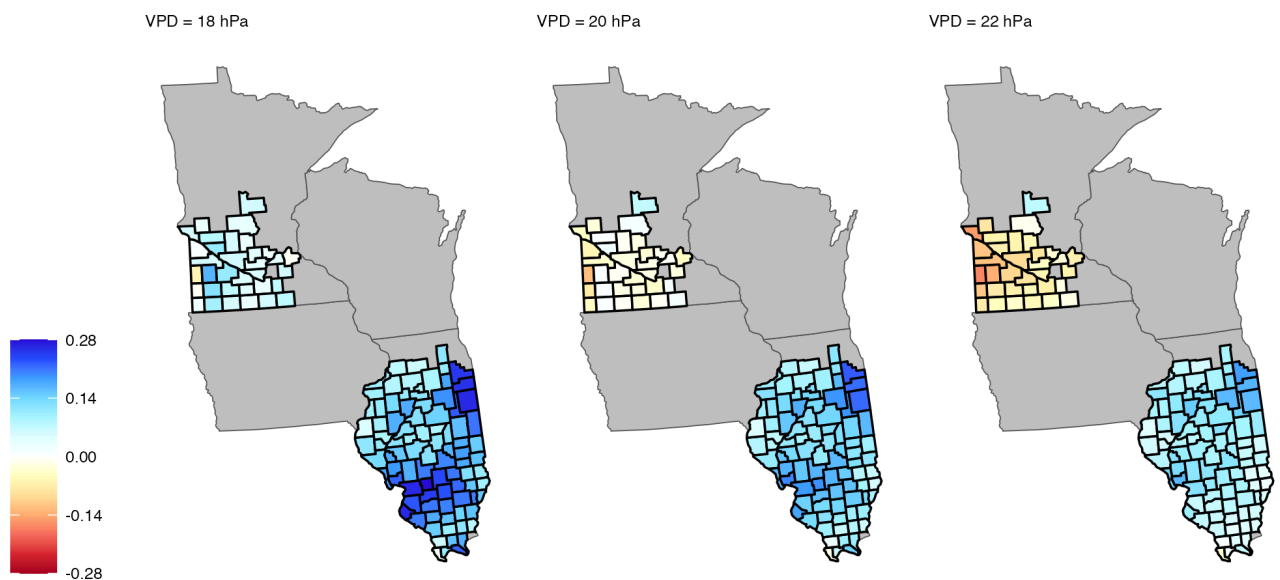 VPD = 18 hPa
VPD = 20 hPa
VPD = 22 hPa
0.28
0.14
0.00
-0.14
-0.28